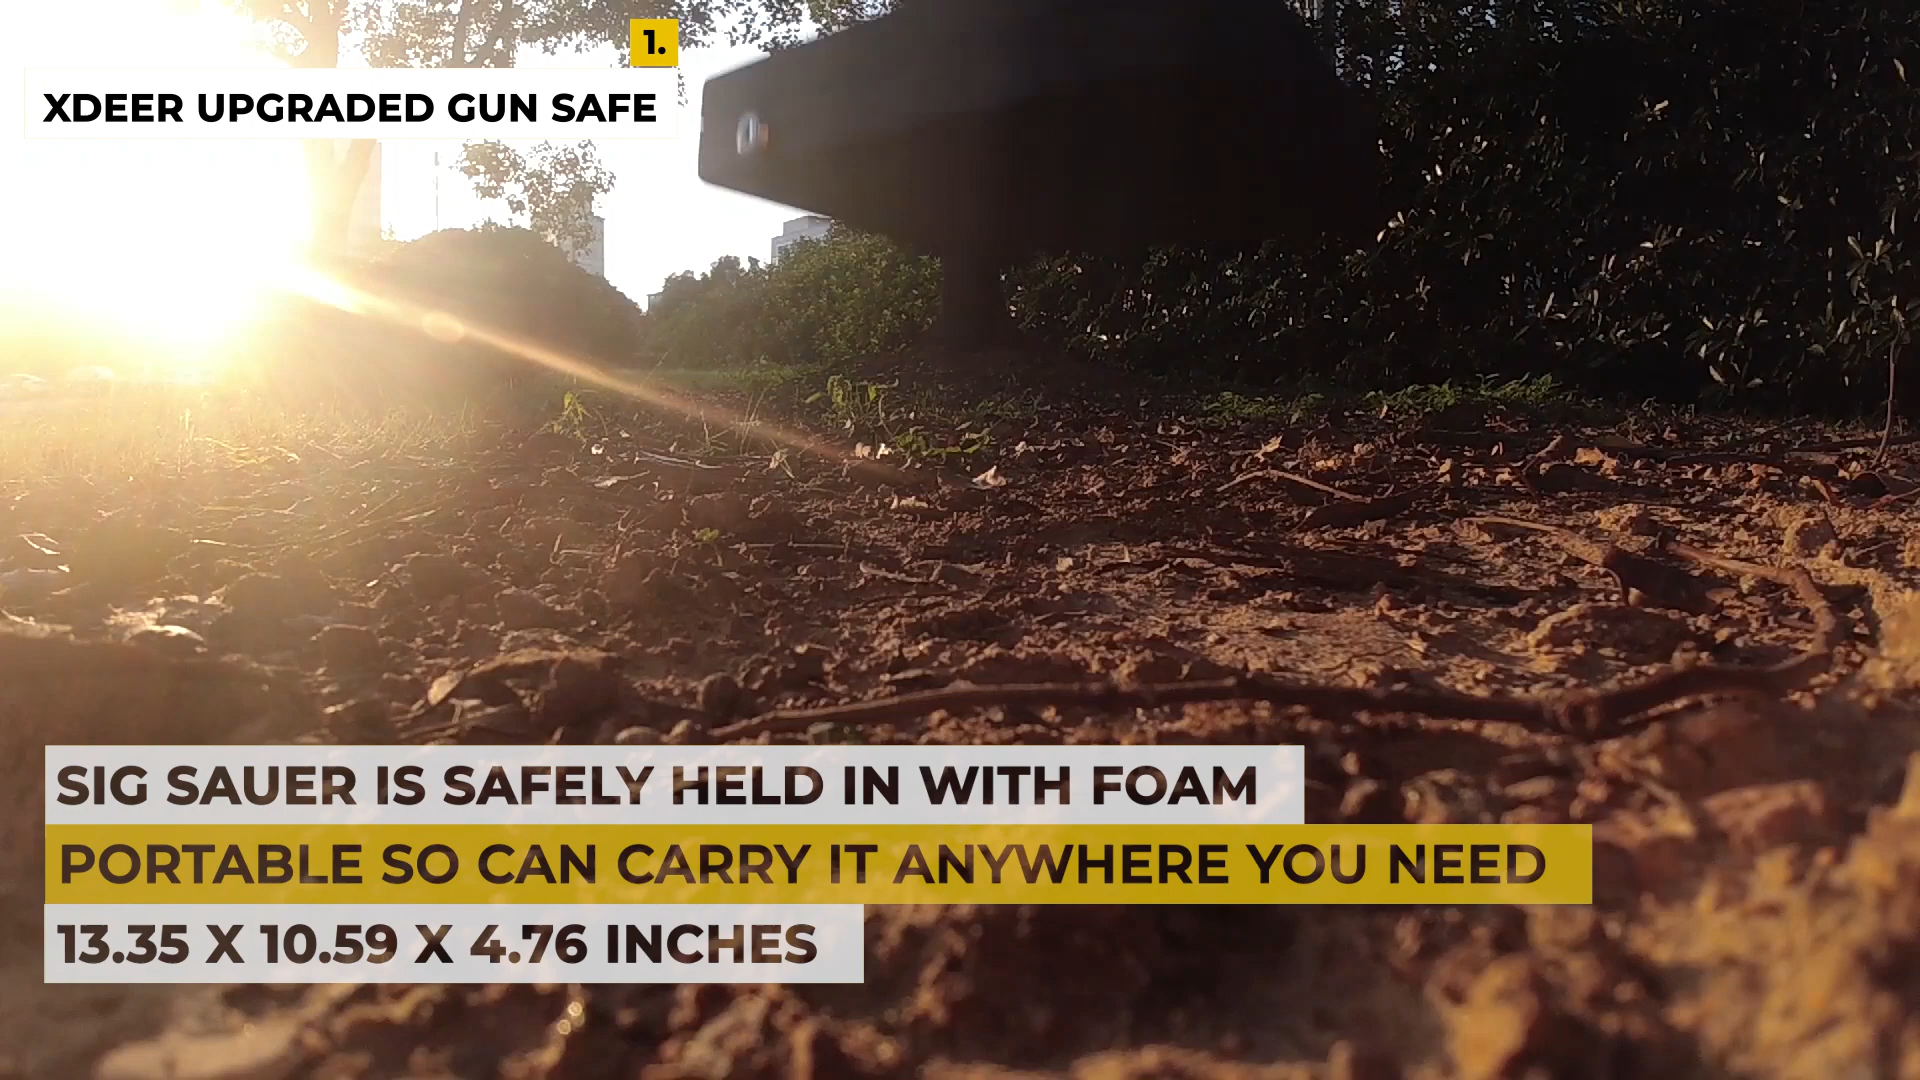 1.
XDEER UPGRADED GUN SAFE
SIG SAUER IS SAFELY HELD IN WITH FOAM
PORTABLE SO CAN CARRY IT ANYWHERE YOU NEED
13.35 X 10.59 X 4.76 INCHES